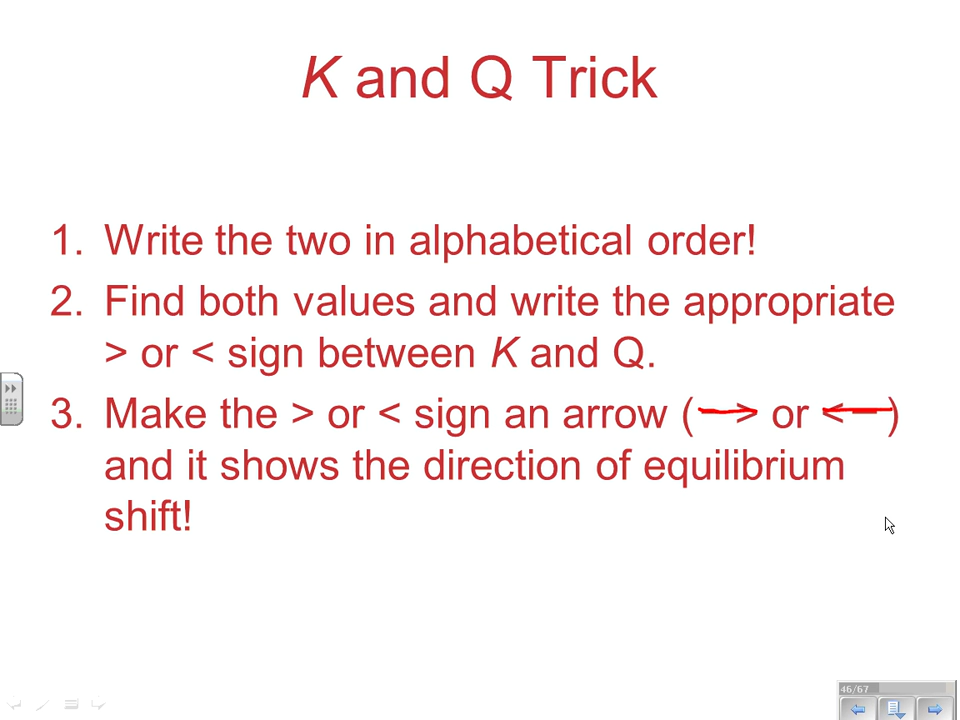 K and Q Trick
1. Write the two in alphabetical order!
2. Find both values and write the appropriate
> or < sign between K and Q.
3. Make the > or < sign an arrow ( —> or <— )
and it shows the direction of equilibrium
shift!
46/67